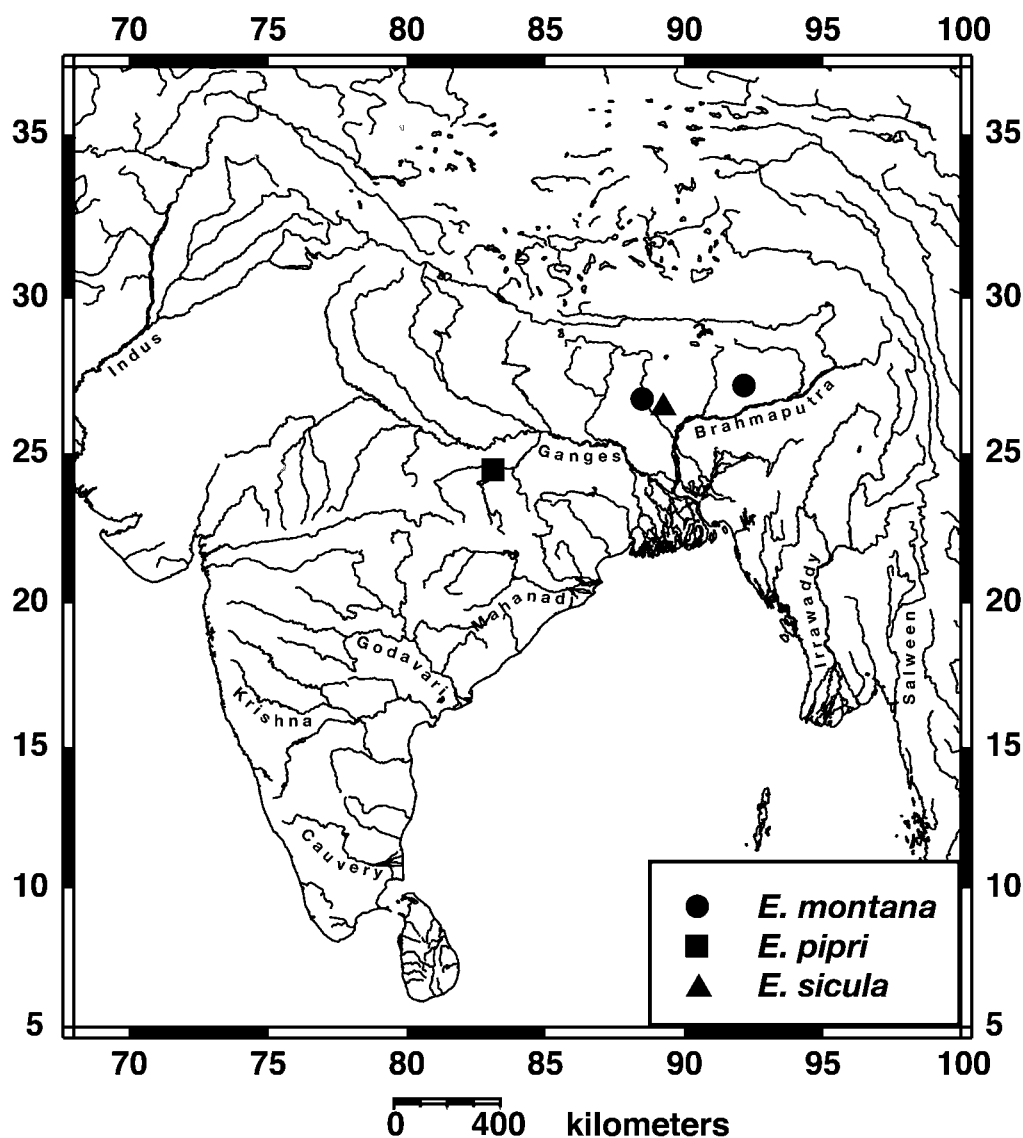 70 75 80 85 90 95 100
35 35
30 30
Indus
Brahmaputra
25 25
Ganges
20 20
Mahanadi
Irrawaddy
Salween
Godavari
Krishna
15 15
Cauvery
10 10
E. montana
E. pipri
E. sicula
5 5
70 75 80 85 90 95 100
0 400 kilometers